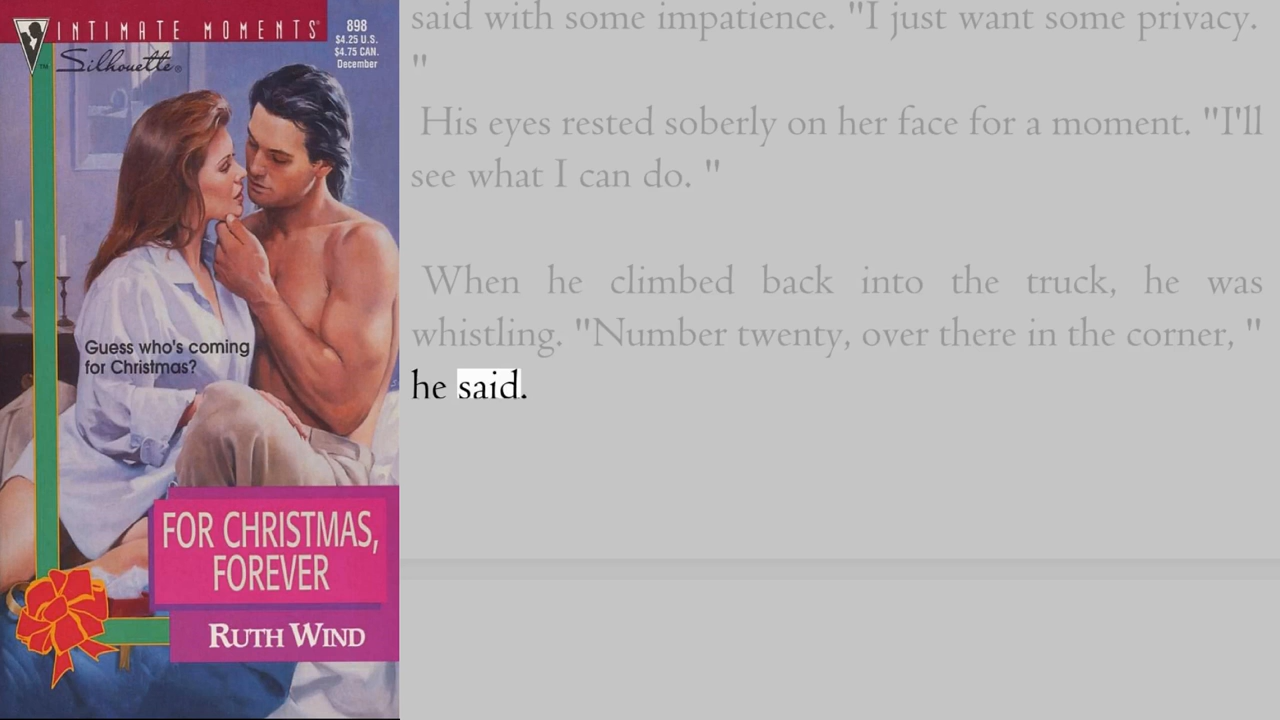 INTIMATE MOMENTS®
898
$4.25 U.S.
$4.75 CAN.
December
™
Silhouette®
Guess who's coming
for Christmas?
FOR CHRISTMAS,
FOREVER
RUTH WIND
said with some impatience. "I just want some privacy.
"
His eyes rested soberly on her face for a moment. "I'll
see what I can do. "
When he climbed back into the truck, he was
whistling. "Number twenty, over there in the corner, "
he said.